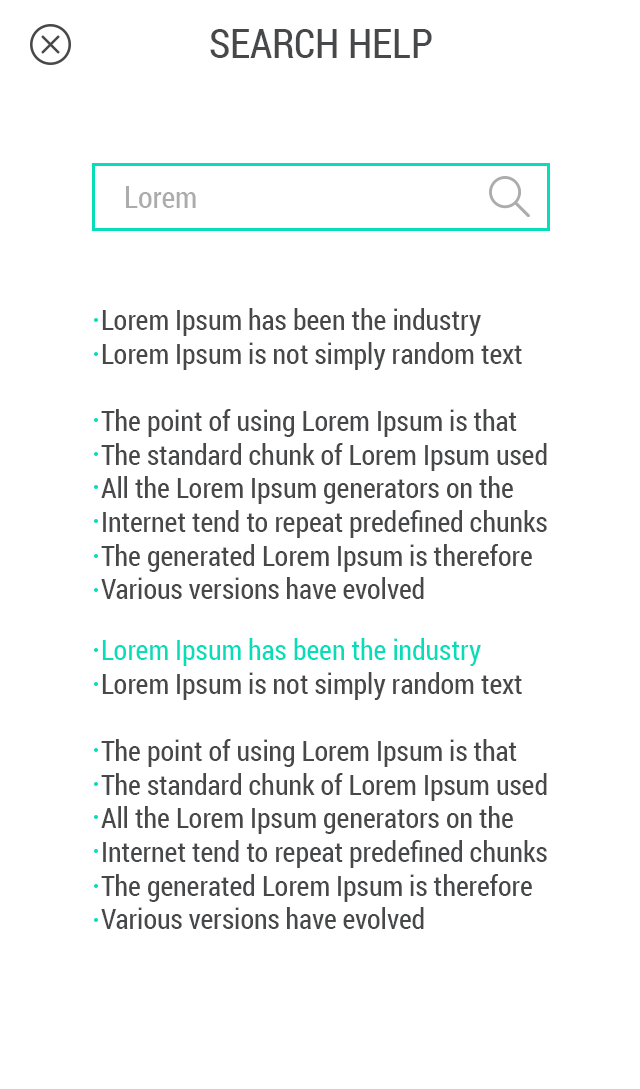 SEARCH HELP
Lorem
·Lorem Ipsum has been the industry
·Lorem Ipsum is not simply random text
·The point of using Lorem Ipsum is that
·The standard chunk of Lorem Ipsum used
·All the Lorem Ipsum generators on the
·Internet tend to repeat predefined chunks
·The generated Lorem Ipsum is therefore
·Various versions have evolved
·Lorem Ipsum has been the industry
·Lorem Ipsum is not simply random text
·The point of using Lorem Ipsum is that
·The standard chunk of Lorem Ipsum used
·All the Lorem Ipsum generators on the
·Internet tend to repeat predefined chunks
·The generated Lorem Ipsum is therefore
·Various versions have evolved